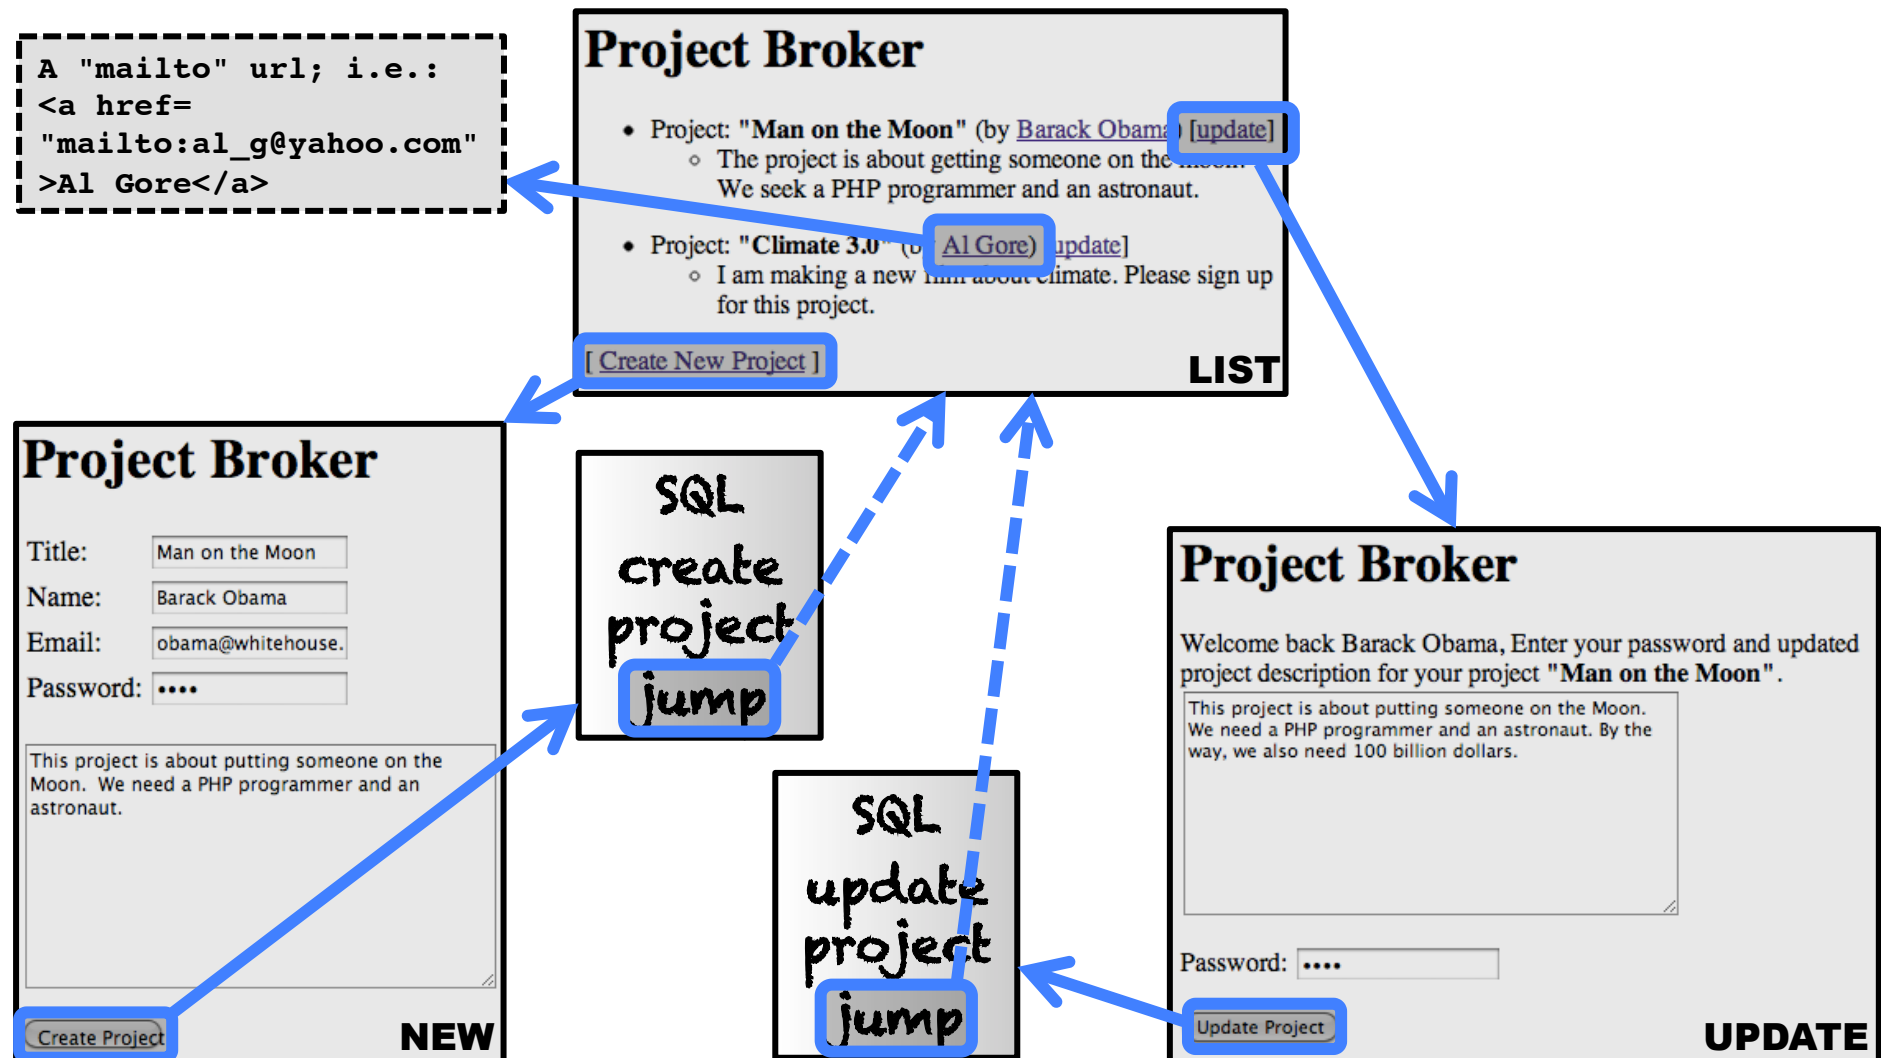 A "mailto" url; i.e.:
<a href=
"mailto:al_g@yahoo.com"
>Al Gore</a>
Project Broker
• Project: "Man on the Moon" (by Barack Obama) [update]
◦ The project is about getting someone on the moon.
We seek a PHP programmer and an astronaut.
• Project: "Climate 3.0" (by Al Gore) [update]
◦ I am making a new film about climate. Please sign up
for this project.
[ Create New Project ]
LIST
Project Broker
Title: Man on the Moon
Name: Barack Obama
Email: obama@whitehouse.
Password: ••••
This project is about putting someone on the
Moon. We need a PHP programmer and an
astronaut.
Create Project
NEW
SQL
create
project
jump
SQL
update
project
jump
Project Broker
Welcome back Barack Obama, Enter your password and updated
project description for your project "Man on the Moon".
This project is about putting someone on the Moon.
We need a PHP programmer and an astronaut. By the
way, we also need 100 billion dollars.
Password: ••••
Update Project
UPDATE